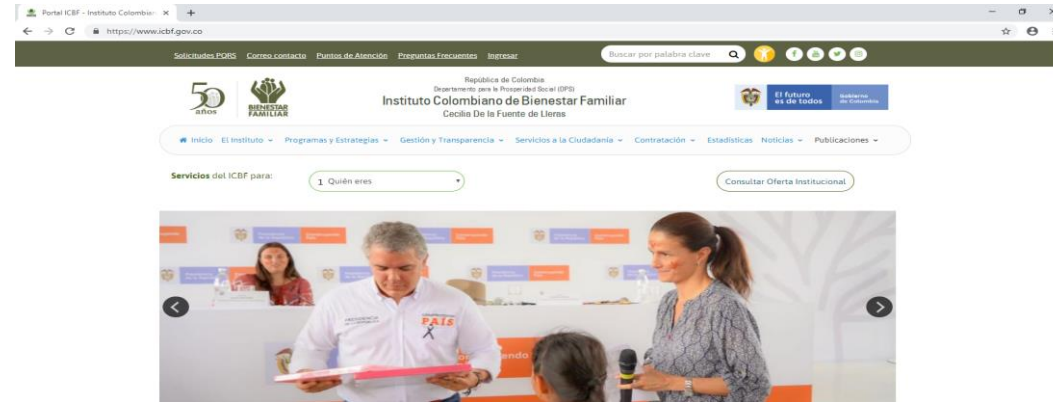 Portal ICBF - Instituto Colombian
https://www.icbf.gov.co
Solicitudes PQRS Correo contacto Puntos de Atención Preguntas Frecuentes Ingresar Buscar por palabra clave
50 años
BIENESTAR
FAMILIAR
República de Colombia
Departamento para la Prosperidad Social (DPS)
Instituto Colombiano de Bienestar Familiar
Cecilia De la Fuente de Lleras
El futuro
es de todos
Gobierno
de Colombia
Inicio El Instituto Programas y Estrategias Gestión y Transparencia Servicios a la Ciudadanía Contratación Estadísticas Noticias Publicaciones
Servicios del ICBF para: 1 Quién eres Consultar Oferta Institucional
PRESIDENCIA
PAÍS